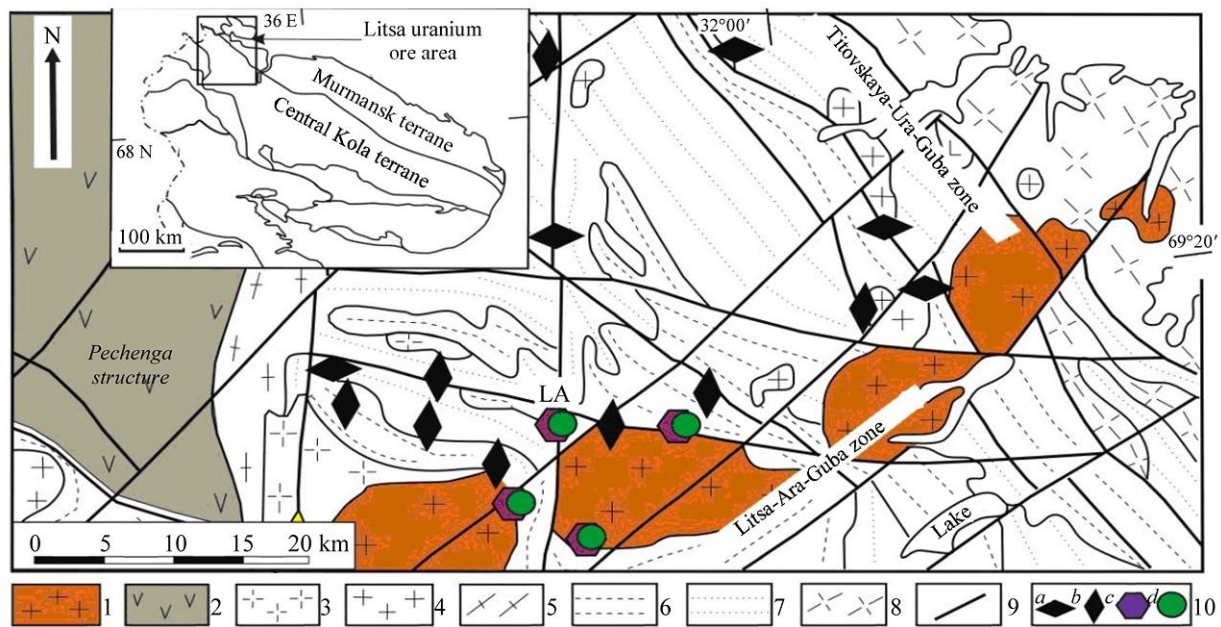 N
36 E
Litsa uranium
ore area
Murmansk terrane
Central Kola terrane
68 N
100 km
32°00′
Titovskaya-Ura-Guba zone
69°20′
Pechenga
structure
LA
Litsa-Ara-Guba zone
Lake
0 5 10 15 20 km
1 2 3 4 5 6 7 8 9 a b c d 10